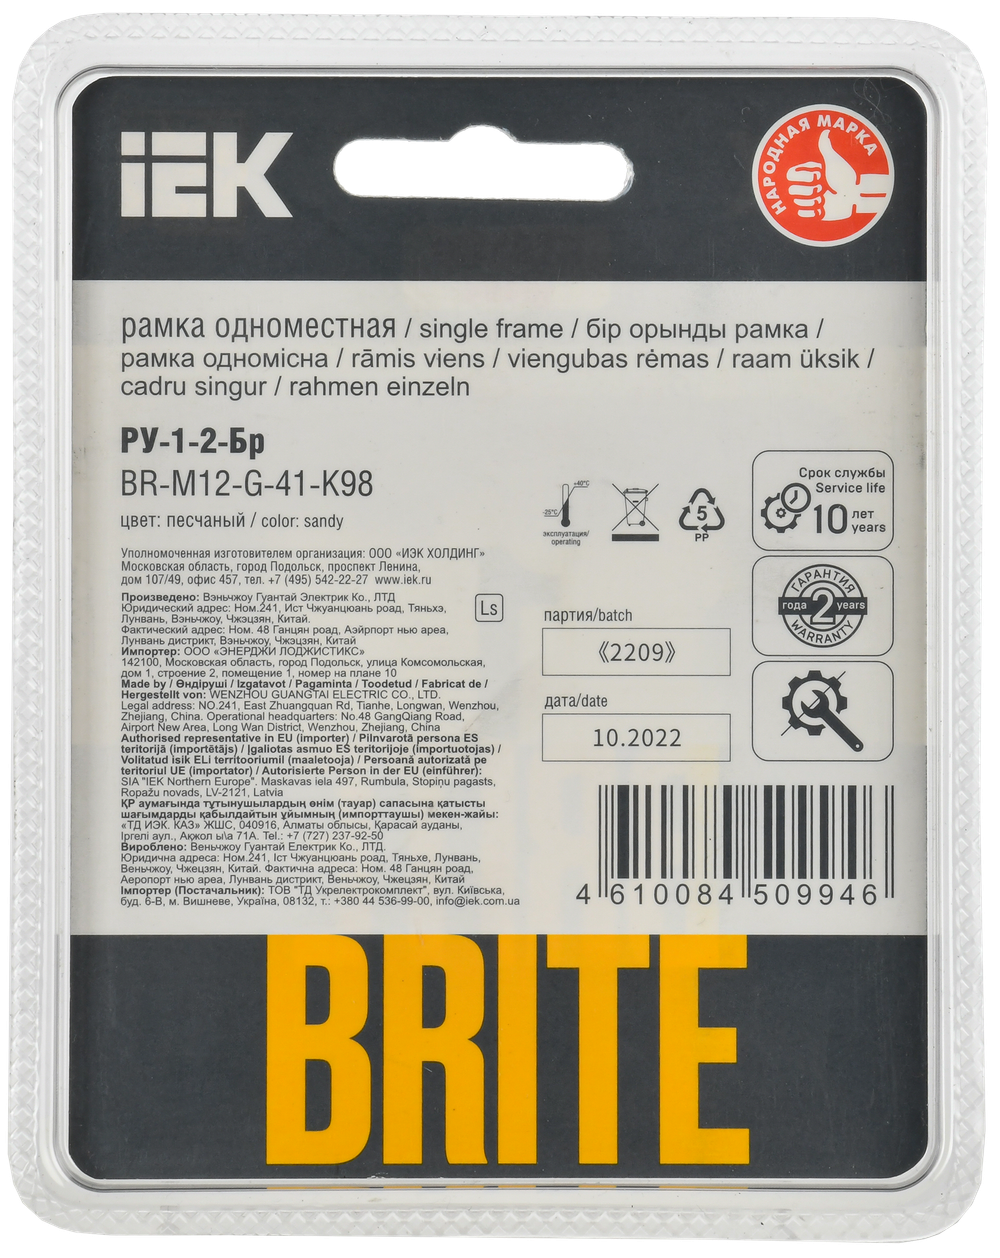 IEK
НАРОДНАЯ МАРКА
рамка одноместная / single frame / бір орынды рамка /
рамка одномісна / rāmis viens / viengubas rėmas / raam üksik /
cadru singur / rahmen einzeln
РУ-1-2-Бр
BR-M12-G-41-K98
цвет: песчаный / color: sandy
+40°C
-25°C
эксплуатация/
operating
5
PP
Срок службы
Service life
10 лет
years
Уполномоченная изготовителем организация: ООО «ИЭК ХОЛДИНГ»
Московская область, город Подольск, проспект Ленина,
дом 107/49, офис 457, тел. +7 (495) 542-22-27 www.iek.ru
Произведено: Вэньчжоу Гуантай Электрик Ко., ЛТД
Юридический адрес: Ном.241, Ист Чжуанцюань роад, Тяньхэ,
Лунвань, Вэньчжоу, Чжэцзян, Китай.
Фактический адрес: Ном. 48 Ганцян роад, Аэйрпорт нью ареа,
Лунвань дистрикт, Вэньчжоу, Чжэцзян, Китай
Импортер: ООО «ЭНЕРДЖИ ЛОДЖИСТИКС»
142100, Московская область, город Подольск, улица Комсомольская,
дом 1, строение 2, помещение 1, номер на плане 10
Made by / Өндіруші / Izgatavot / Pagaminta / Toodetud / Fabricat de /
Hergestellt von: WENZHOU GUANGTAI ELECTRIC CO., LTD.
Legal address: NO.241, East Zhuangquan Rd, Tianhe, Longwan, Wenzhou,
Zhejiang, China. Operational headquarters: No.48 GangQiang Road,
Airport New Area, Long Wan District, Wenzhou, Zhejiang, China
Authorised representative in EU (importer) / Pilnvarotā persona ES
teritorijā (importētājs) / Įgaliotas asmuo ES teritorijoje (importuotojas) /
Volitatud isik ELi territooriumil (maaletooja) / Persoană autorizată pe
teritoriul UE (importator) / Autorisierte Person in der EU (einführer):
SIA "IEK Northern Europe". Maskavas iela 497, Rumbula, Stopiņu pagasts,
Ropažu novads, LV-2121, Latvia
ҚР аумағында тұтынушылардың өнім (тауар) сапасына қатысты
шағымдарды қабылдайтын ұйымның (импорттаушы) мекен-жайы:
«ТД ИЭК. КАЗ» ЖШС, 040916, Алматы облысы, Қарасай ауданы,
Іргелі аул., Ақжол ы\а 71А. Tel.: +7 (727) 237-92-50
Вироблено: Веньчжоу Гуантай Електрик Ко., ЛТД.
Юридична адреса: Ном.241, Іст Чжуанцюань роад, Тяньхе, Лунвань,
Веньчжоу, Чжецзян, Китай. Фактична адреса: Ном. 48 Ганцян роад,
Аеропорт нью ареа, Лунвань дистрикт, Веньчжоу, Чжецзян, Китай
Імпортер (Постачальник): ТОВ "ТД Укрелектрокомплект", вул. Київська,
буд. 6-В, м. Вишневе, Україна, 08132, т.: +380 44 536-99-00, info@iek.com.ua
Ls
партия/batch
《2209》
дата/date
10.2022
ГАРАНТИЯ
года 2 years
WARRANTY
4 610084 509946
BRITE